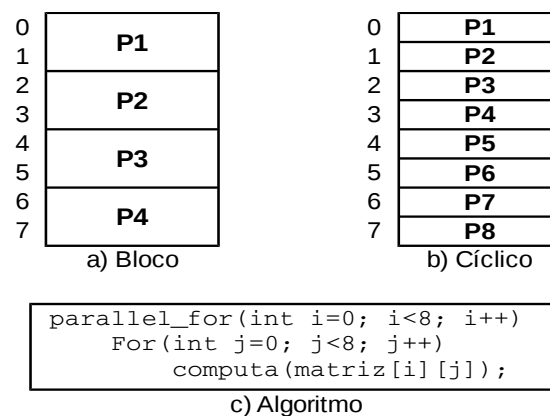 0
1
2
3
4
5
6
7
P1
P2
P3
P4
a) Bloco
0
1
2
3
4
5
6
7
P1
P2
P3
P4
P5
P6
P7
P8
b) Cíclico
parallel_for(int i=0; i<8; i++)
For(int j=0; j<8; j++)
computa(matriz[i][j]);
c) Algoritmo